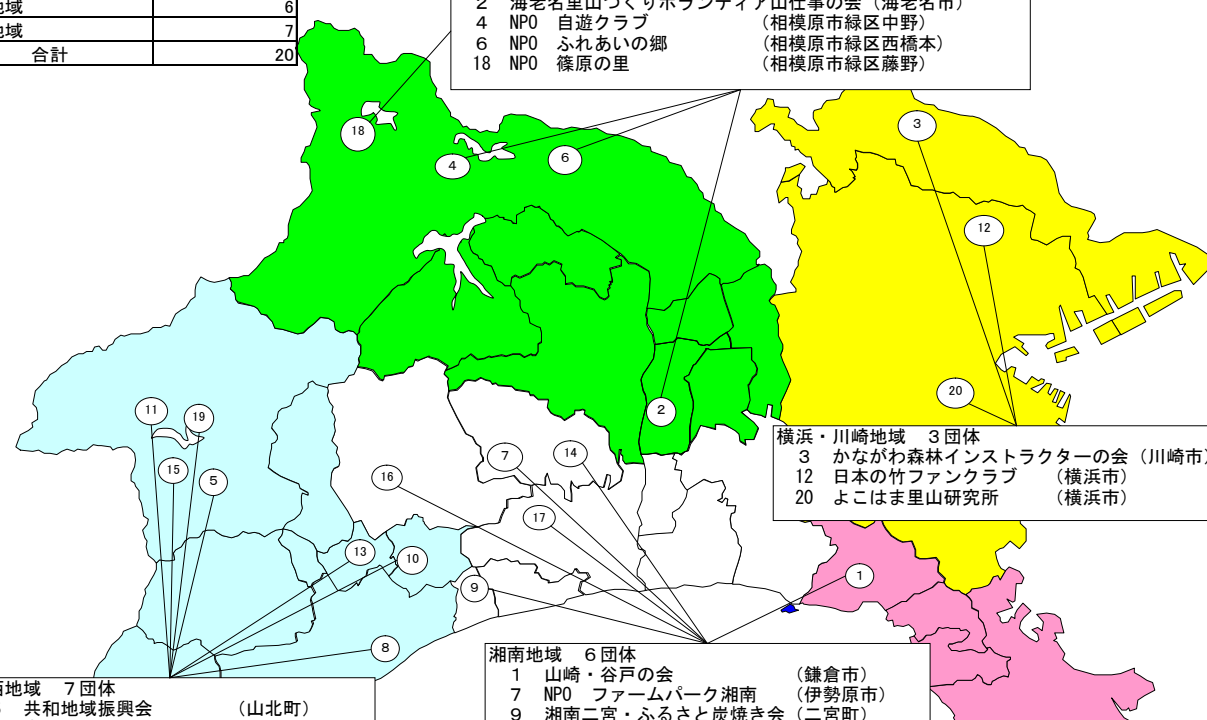 地域 6
地域 7
合計 20
2 海老名里山づくりボランティア山仕事の会（海老名市）
4 NPO 自遊クラブ （相模原市緑区中野）
6 NPO ふれあいの郷 （相模原市緑区西橋本）
18 NPO 篠原の里 （相模原市緑区藤野）
18
4
6
3
12
20
2
11
19
15
5
16
7
14
17
13
10
9
8
1
横浜・川崎地域 ３団体
3 かながわ森林インストラクターの会（川崎市）
12 日本の竹ファンクラブ （横浜市）
20 よこはま里山研究所 （横浜市）
湘南地域 ６団体
1 山崎・谷戸の会 （鎌倉市）
7 NPO ファームパーク湘南 （伊勢原市）
9 湘南二宮・ふるさと炭焼き会（二宮町）
地域 ７団体
共和地域振興会 （山北町）